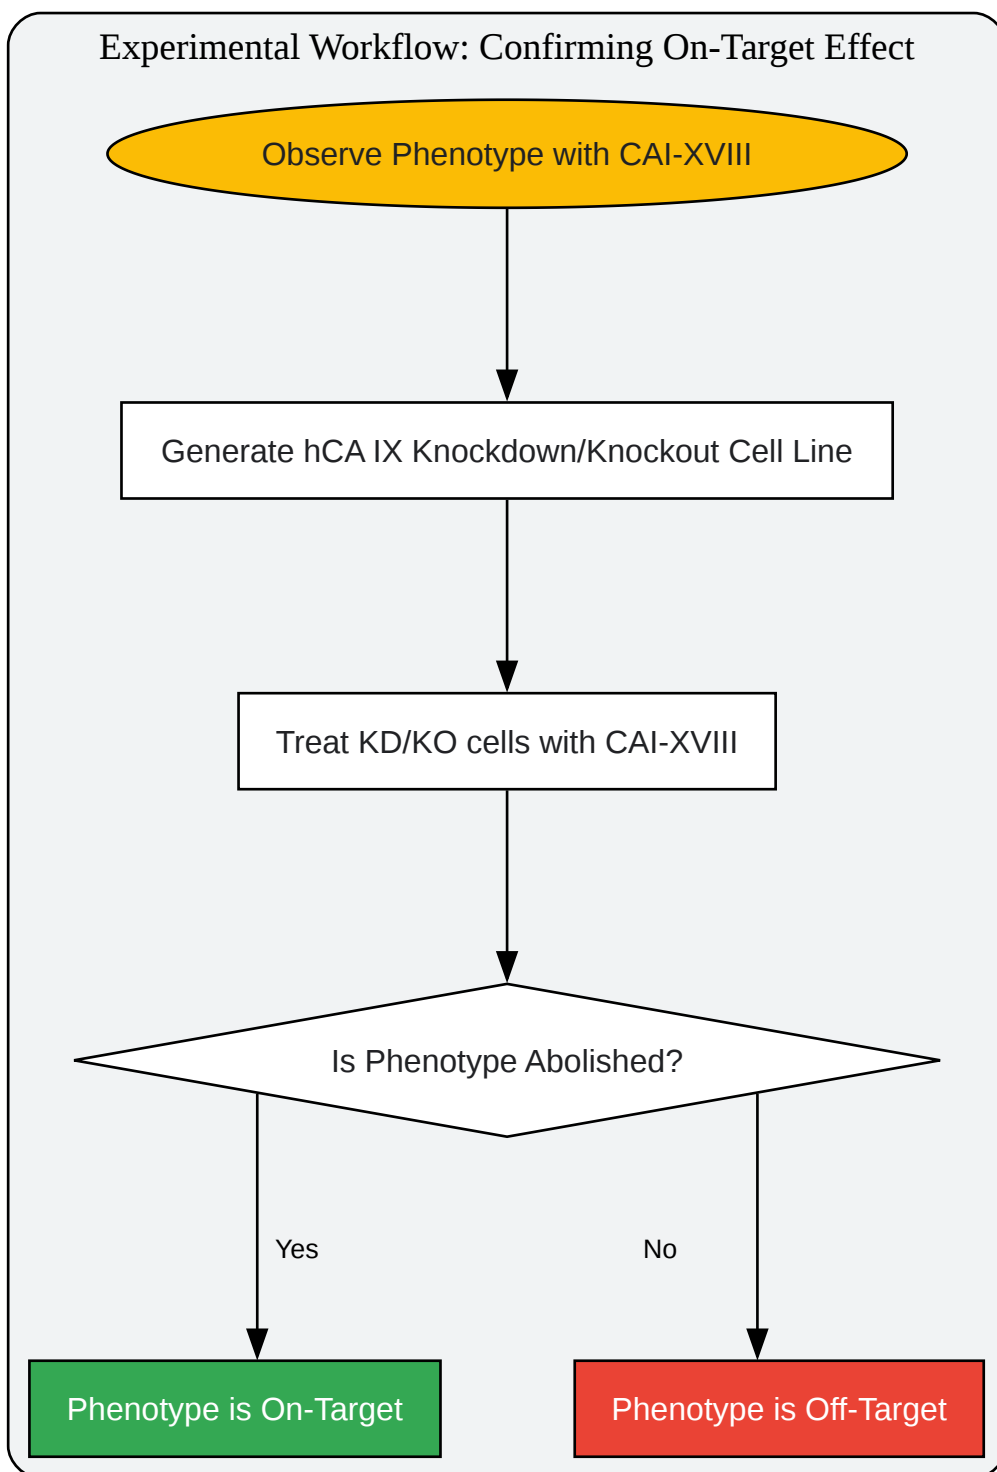 Experimental Workflow: Confirming On-Target Effect
Observe Phenotype with CAI-XVIII
Generate hCA IX Knockdown/Knockout Cell Line
Treat KD/KO cells with CAI-XVIII
Is Phenotype Abolished?
Yes
No
Phenotype is On-Target
Phenotype is Off-Target